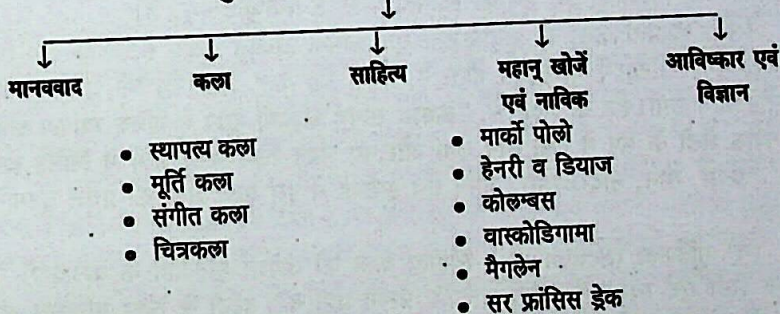 मानववाद
कला
साहित्य
महान् खोजें
एवं नाविक
आविष्कार एवं
विज्ञान
• स्थापत्य कला
• मूर्ति कला
• संगीत कला
• चित्रकला
• मार्को पोलो
• हेनरी व डियाज
• कोलम्बस
• वास्कोडिगामा
• मैगलेन
• सर फ्रांसिस ड्रेक